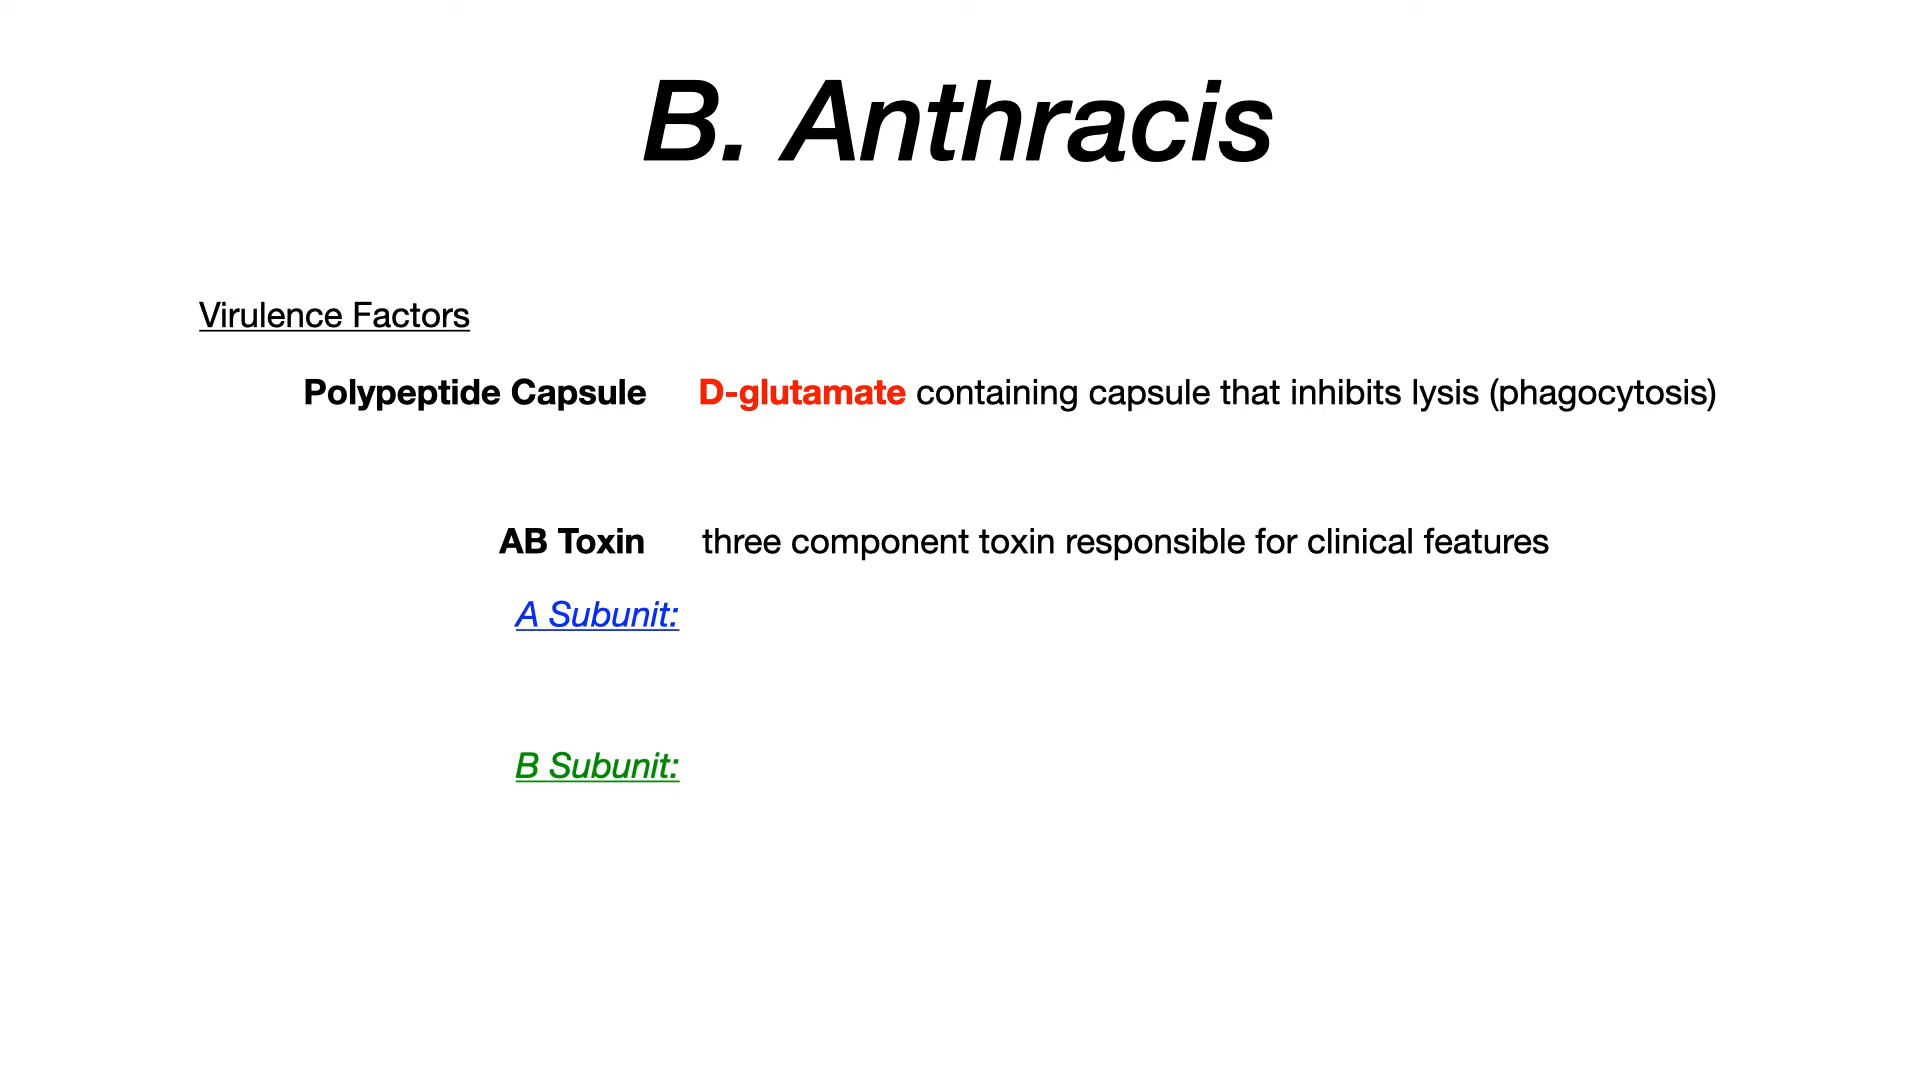 B. Anthracis
Virulence Factors
Polypeptide Capsule D-glutamate containing capsule that inhibits lysis (phagocytosis)
AB Toxin three component toxin responsible for clinical features
A Subunit:
B Subunit: